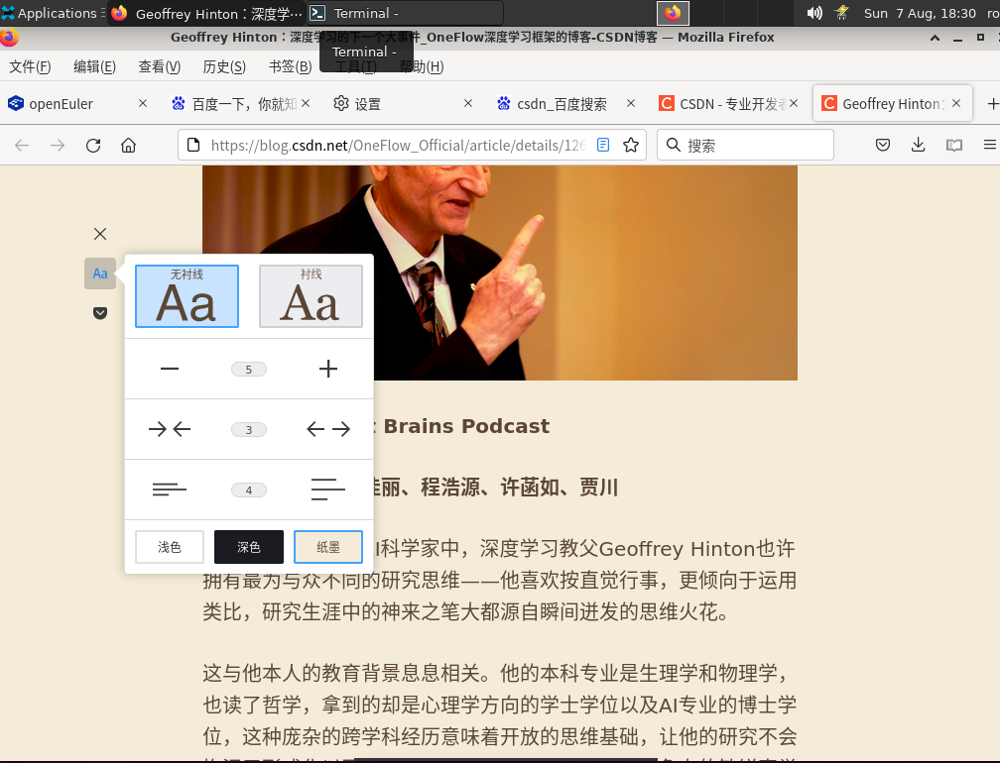 Applications
Geoffrey Hinton：深度学···
Terminal -
Sun 7 Aug, 18:30
ro
Geoffrey Hinton：深度学习的下一个大事件_OneFlow深度学习框架的博客-CSDN博客 — Mozilla Firefox
Terminal -
文件(F) 编辑(E) 查看(V) 历史(S) 书签(B) 工具(T) 帮助(H)
openEuler
百度一下，你就知
设置
csdn_百度搜索
CSDN - 专业开发者
Geoffrey Hinton：
https://blog.csdn.net/OneFlow_Official/article/details/126
搜索
Aa
无衬线
Aa
衬线
Aa
5
3
4
浅色 深色 纸墨
Brains Podcast
佳丽、程浩源、许菡如、贾川
I科学家中，深度学习教父Geoffrey Hinton也许
拥有最为与众不同的研究思维——他喜欢按直觉行事，更倾向于运用
类比，研究生涯中的神来之笔大都源自瞬间迸发的思维火花。
这与他本人的教育背景息息相关。他的本科专业是生理学和物理学，
也读了哲学，拿到的却是心理学方向的学士学位以及AI专业的博士学
位，这种庞杂的跨学科经历意味着开放的思维基础，让他的研究不会